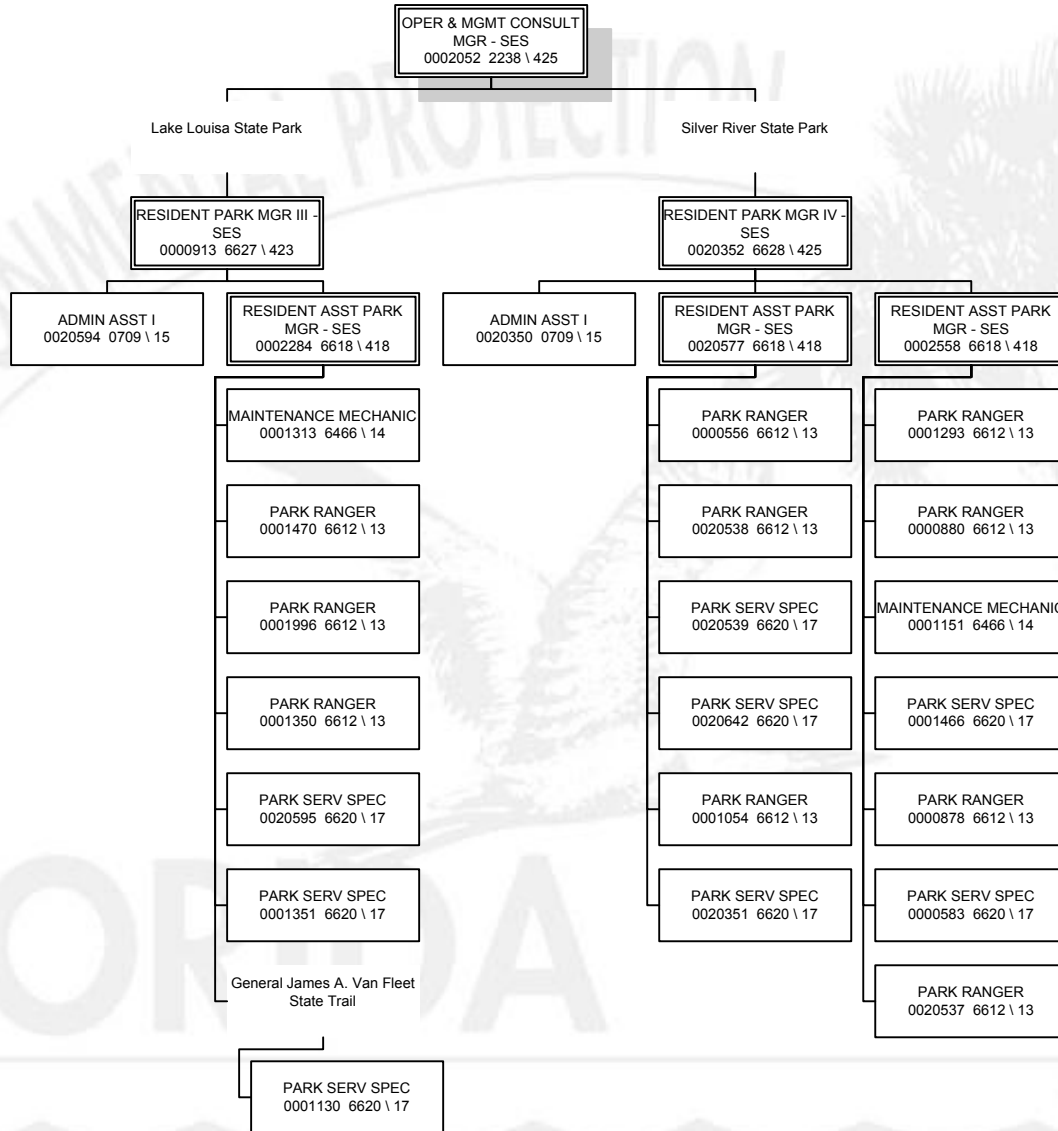 OPER & MGMT CONSULT
MGR - SES
0002052 2238 \ 425
Lake Louisa State Park
Silver River State Park
RESIDENT PARK MGR III -
SES
0000913 6627 \ 423
RESIDENT PARK MGR IV -
SES
0020352 6628 \ 425
ADMIN ASST I
0020594 0709 \ 15
RESIDENT ASST PARK
MGR - SES
0002284 6618 \ 418
ADMIN ASST I
0020350 0709 \ 15
RESIDENT ASST PARK
MGR - SES
0020577 6618 \ 418
RESIDENT ASST PARK
MGR - SES
0002558 6618 \ 418
MAINTENANCE MECHANIC
0001313 6466 \ 14
PARK RANGER
0001470 6612 \ 13
PARK RANGER
0001996 6612 \ 13
PARK RANGER
0001350 6612 \ 13
PARK SERV SPEC
0020595 6620 \ 17
PARK SERV SPEC
0001351 6620 \ 17
General James A. Van Fleet
State Trail
PARK SERV SPEC
0001130 6620 \ 17
PARK RANGER
0000556 6612 \ 13
PARK RANGER
0020538 6612 \ 13
PARK SERV SPEC
0020539 6620 \ 17
PARK SERV SPEC
0020642 6620 \ 17
PARK RANGER
0001054 6612 \ 13
PARK SERV SPEC
0020351 6620 \ 17
PARK RANGER
0001293 6612 \ 13
PARK RANGER
0000880 6612 \ 13
MAINTENANCE MECHANIC
0001151 6466 \ 14
PARK SERV SPEC
0001466 6620 \ 17
PARK RANGER
0000878 6612 \ 13
PARK SERV SPEC
0000583 6620 \ 17
PARK RANGER
0020537 6612 \ 13
PROTECTION